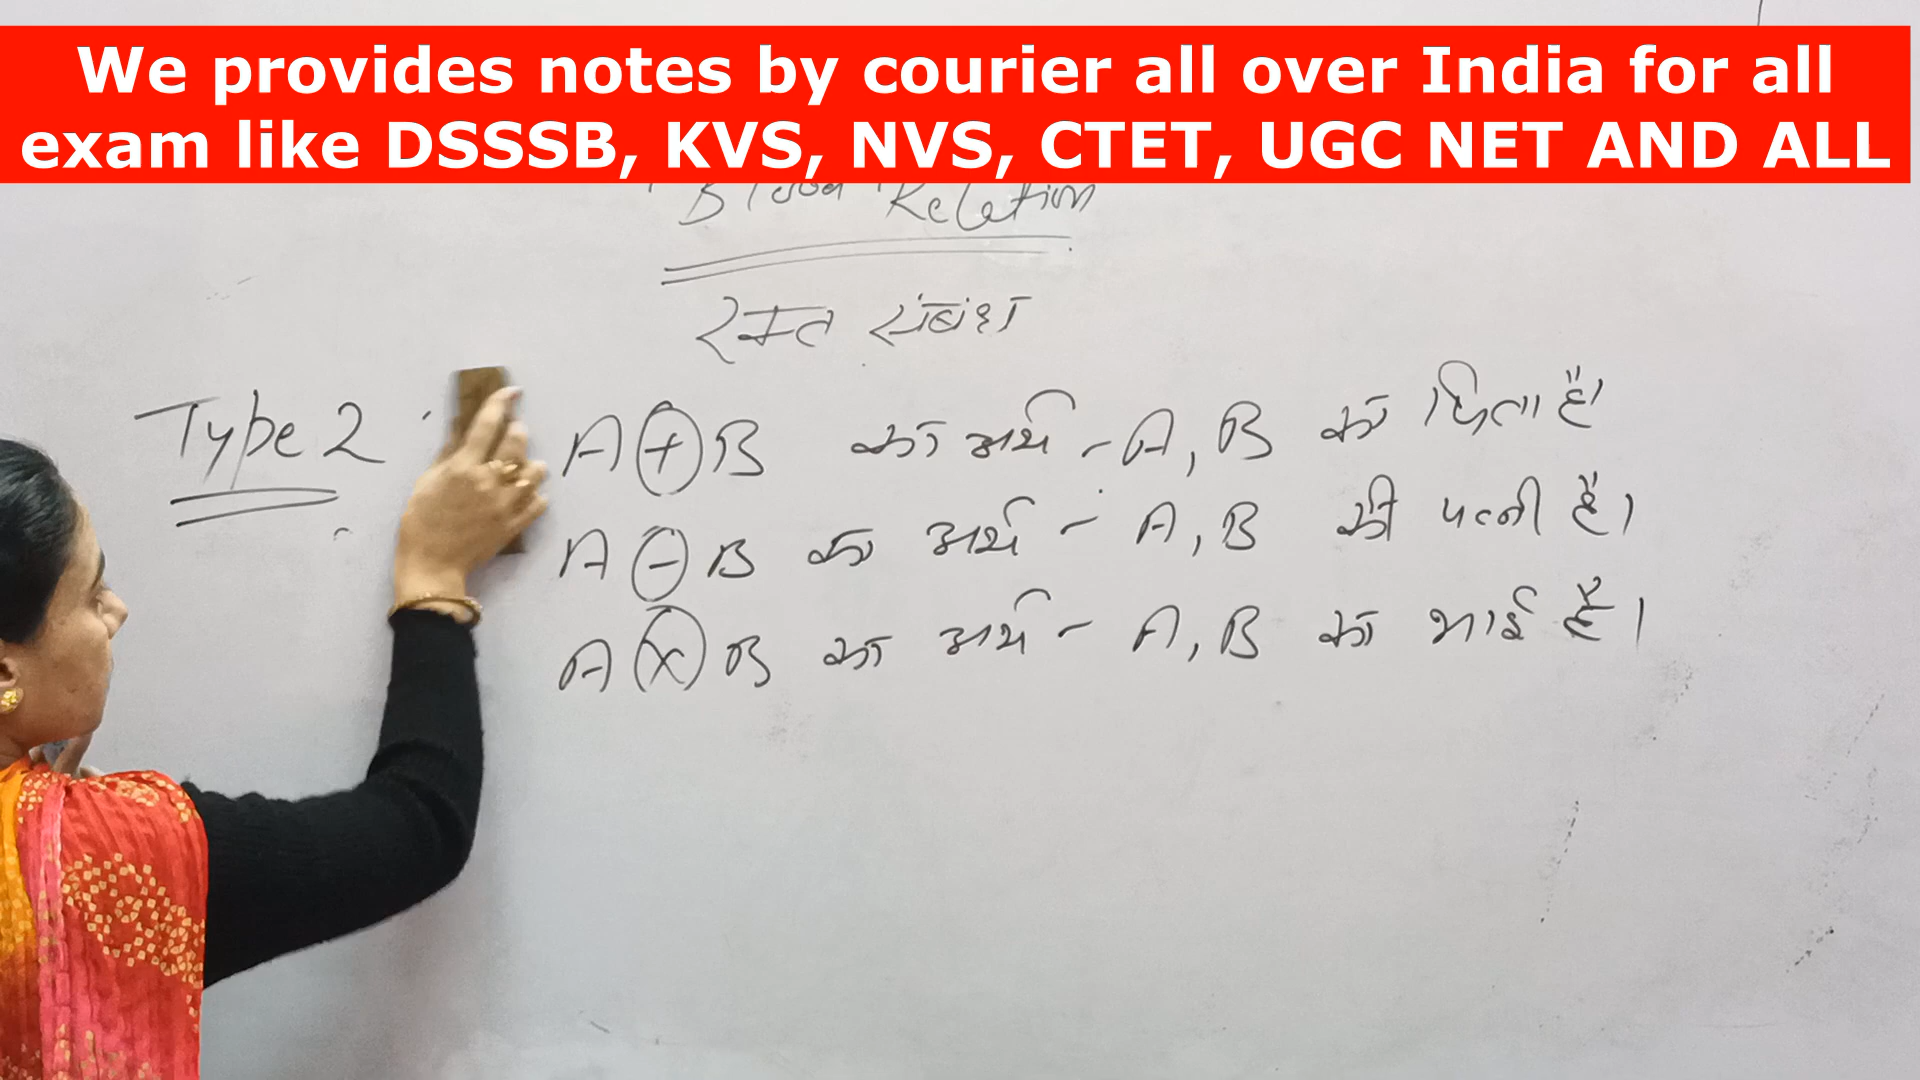 We provides notes by courier all over India for all
exam like DSSSB, KVS, NVS, CTET, UGC NET AND ALL
Blood Relation
रक्त संबंध
Type 2
A + B का अर्थ - A, B का पिता है।
A - B का अर्थ - A, B की पत्नी है।
A × B का अर्थ - A, B का भाई है।